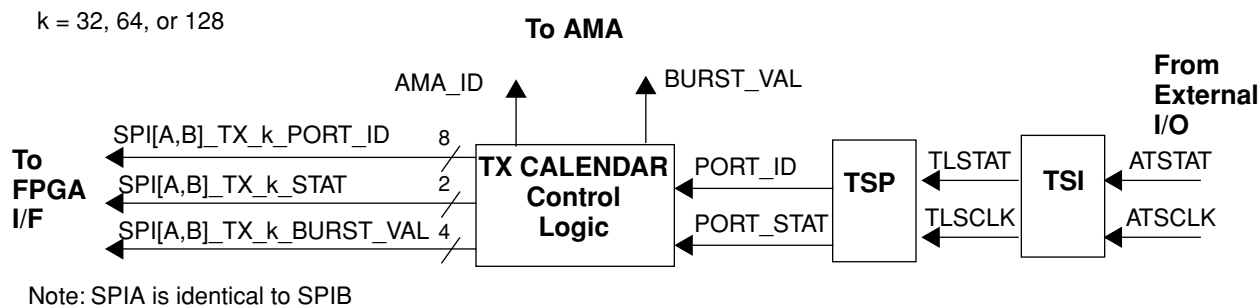 k = 32, 64, or 128
To AMA
AMA_ID
BURST_VAL
From
External
I/O
To
FPGA
I/F
SPI[A,B]_TX_k_PORT_ID
8
SPI[A,B]_TX_k_STAT
2
SPI[A,B]_TX_k_BURST_VAL
4
TX CALENDAR
Control
Logic
PORT_ID
PORT_STAT
TSP
TLSTAT
TLSCLK
TSI
ATSTAT
ATSCLK
Note: SPIA is identical to SPIB